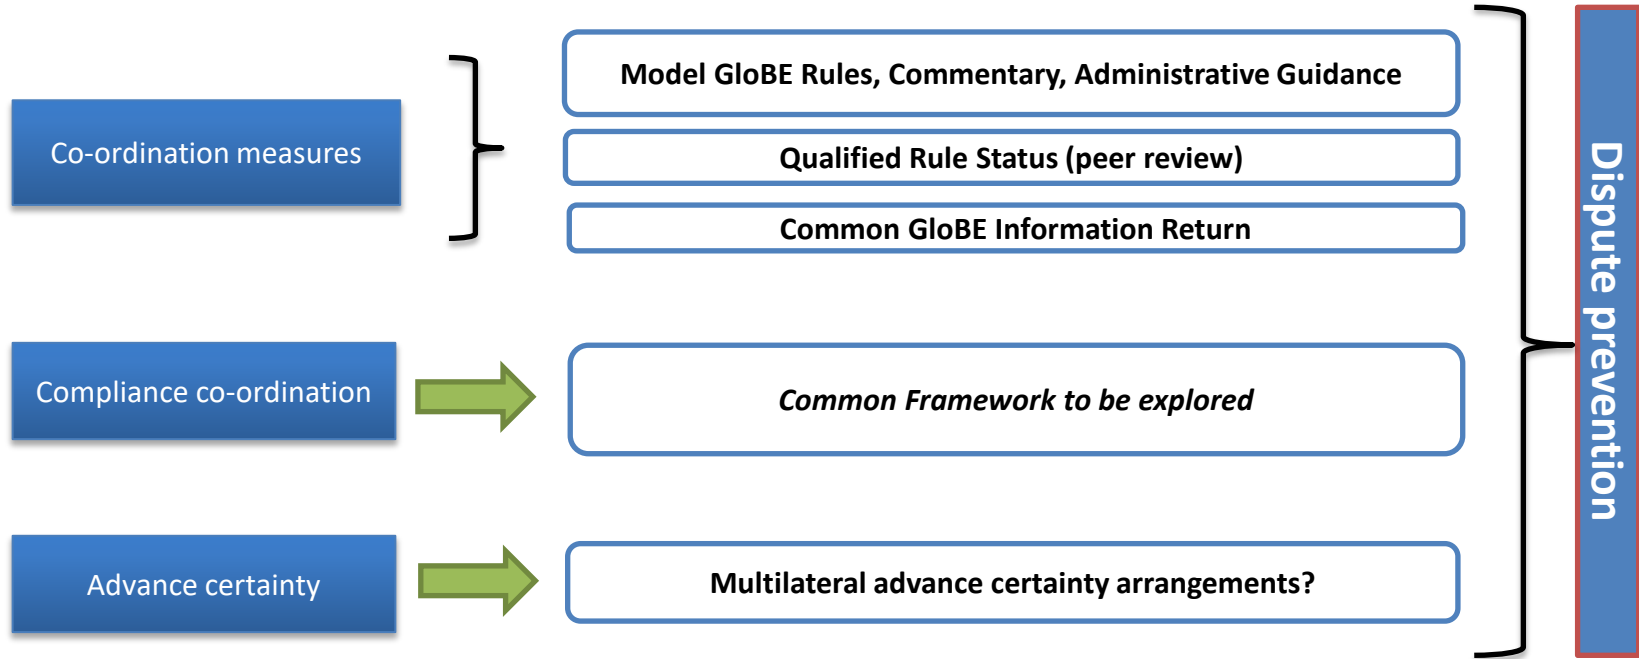 Co-ordination measures
Model GloBE Rules, Commentary, Administrative Guidance
Qualified Rule Status (peer review)
Common GloBE Information Return
Compliance co-ordination
Common Framework to be explored
Advance certainty
Multilateral advance certainty arrangements?
Dispute prevention